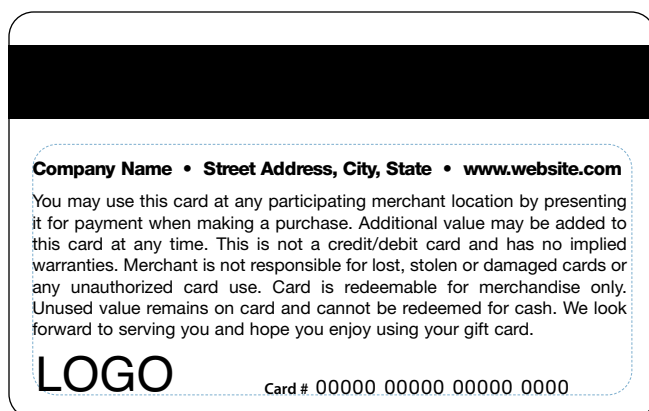 Company Name • Street Address, City, State • www.website.com
You may use this card at any participating merchant location by presenting
it for payment when making a purchase. Additional value may be added to
this card at any time. This is not a credit/debit card and has no implied
warranties. Merchant is not responsible for lost, stolen or damaged cards or
any unauthorized card use. Card is redeemable for merchandise only.
Unused value remains on card and cannot be redeemed for cash. We look
forward to serving you and hope you enjoy using your gift card.
LOGO
Card # 00000 00000 00000 0000